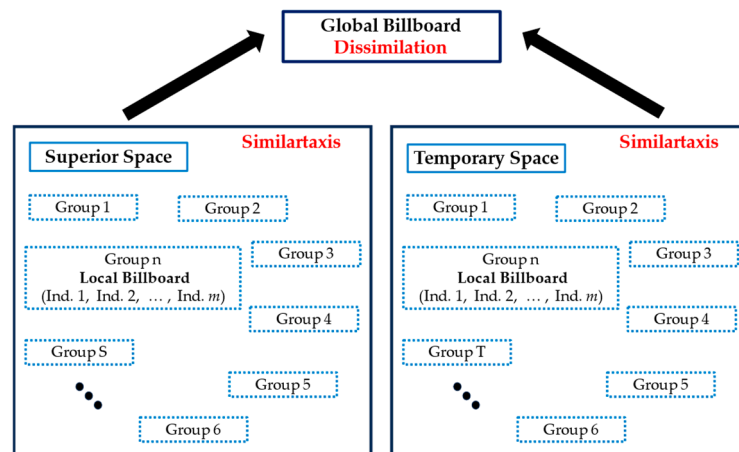 Global Billboard
Dissimilation
Similartaxis
Superior Space
Group 1
Group 2
Group n
Local Billboard
(Ind. 1, Ind. 2, … , Ind. m)
Group 3
Group 4
Group S
Group 5
Group 6
Similartaxis
Temporary Space
Group 1
Group 2
Group n
Local Billboard
(Ind. 1, Ind. 2, … , Ind. m)
Group 3
Group 4
Group T
Group 5
Group 6